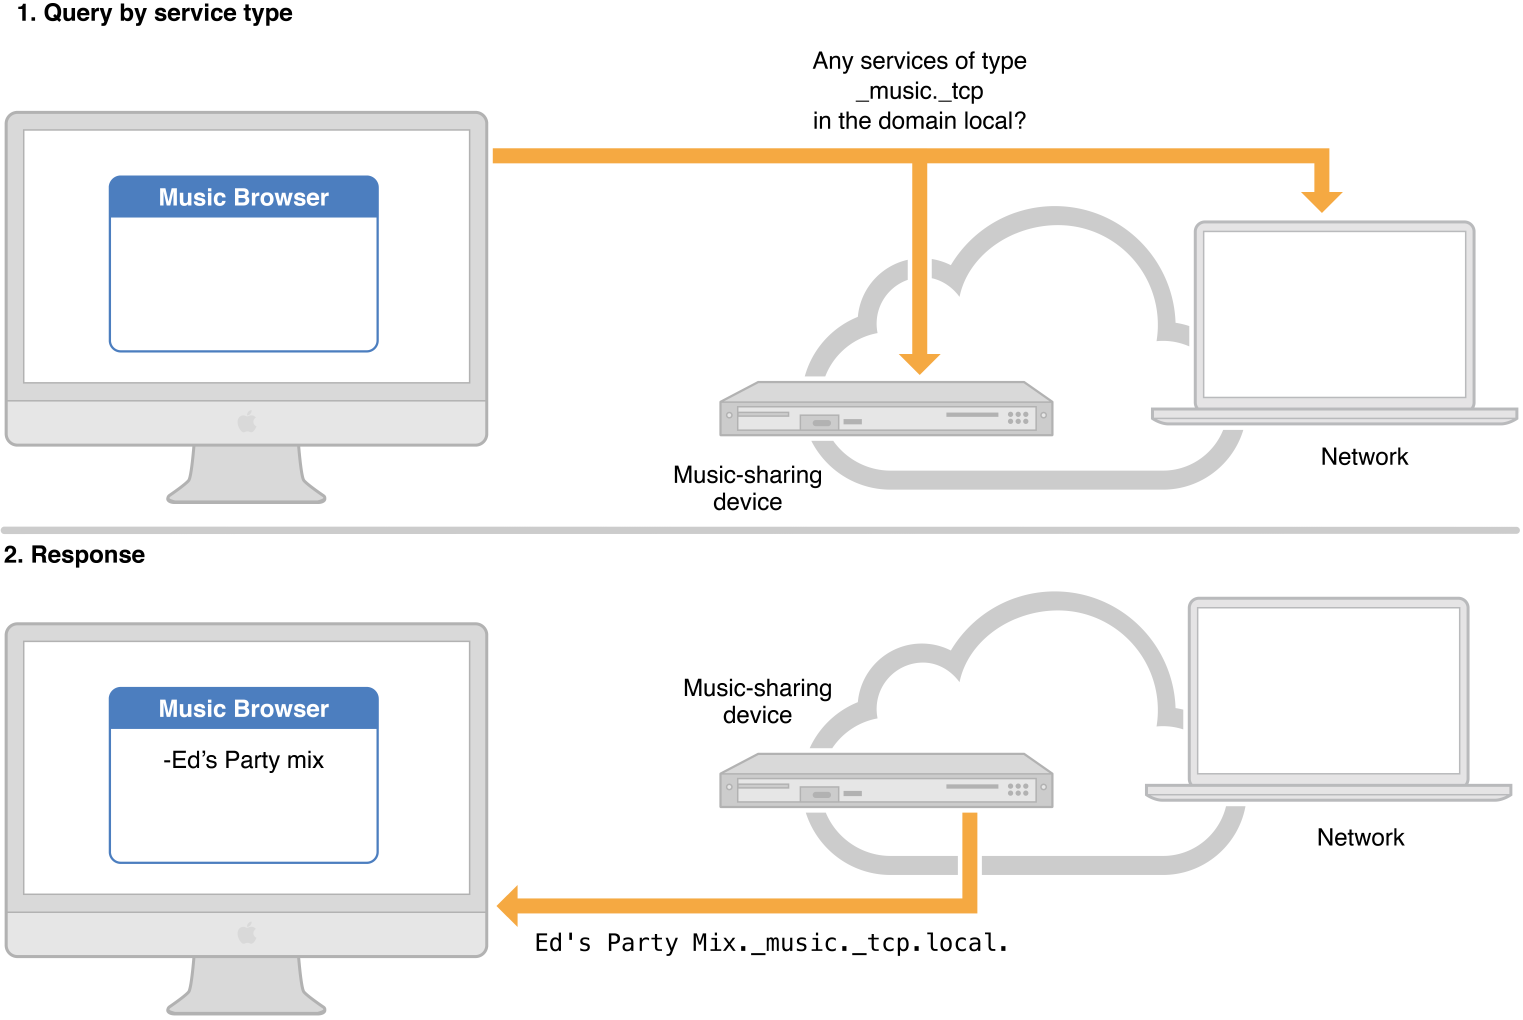 1. Query by service type
Any services of type
_music._tcp
in the domain local?
Music Browser
Music-sharing
device
Network
2. Response
Music Browser
-Ed’s Party mix
Music-sharing
device
Network
Ed's Party Mix._music._tcp.local.